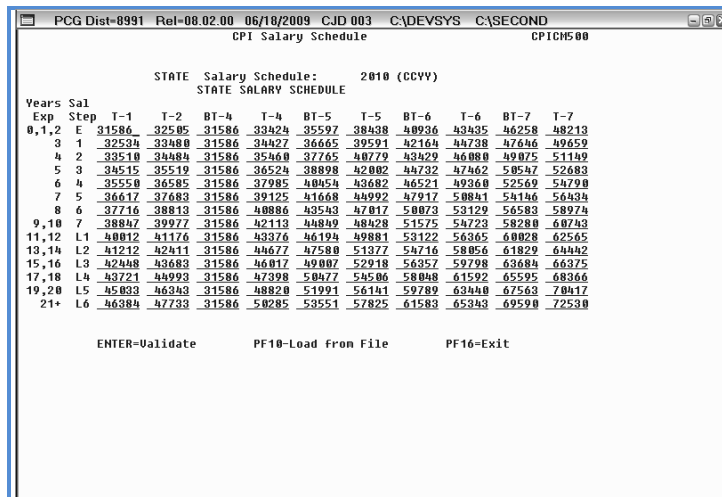 PCG Dist=8991 Rel=08.02.00 06/18/2009 CJD 003 C:\DEVSYS C:\SECOND
CPI Salary Schedule CPICM500
STATE Salary Schedule: 2010 (CCYY)
STATE SALARY SCHEDULE
Years Sal
Exp Step T-1 T-2 BT-4 T-4 BT-5 T-5 BT-6 T-6 BT-7 T-7
0,1,2 E 31586_ 32505 31586 33424 35597 38438 40936 43435 46258 48213
3 1 32534 33480 31586 34427 36665 39591 42164 44738 47646 49659
4 2 33510 34484 31586 35460 37765 40779 43429 46080 49075 51149
5 3 34515 35519 31586 36524 38898 42002 44732 47462 50547 52683
6 4 35550 36585 31586 37985 40454 43682 46521 49360 52569 54790
7 5 36617 37683 31586 39125 41668 44992 47917 50841 54146 56434
8 6 37716 38813 31586 40886 43543 47017 50073 53129 56583 58974
9,10 7 38847 39977 31586 42113 44849 48428 51575 54723 58280 60743
11,12 L1 40012 41176 31586 43376 46194 49881 53122 56365 60028 62565
13,14 L2 41212 42411 31586 44677 47580 51377 54716 58056 61829 64442
15,16 L3 42448 43683 31586 46017 49007 52918 56357 59798 63684 66375
17,18 L4 43721 44993 31586 47398 50477 54506 58048 61592 65595 68366
19,20 L5 45033 46343 31586 48820 51991 56141 59789 63440 67563 70417
21+ L6 46384 47733 31586 50285 53551 57825 61583 65343 69590 72530
ENTER=Validate PF10-Load from File PF16=Exit